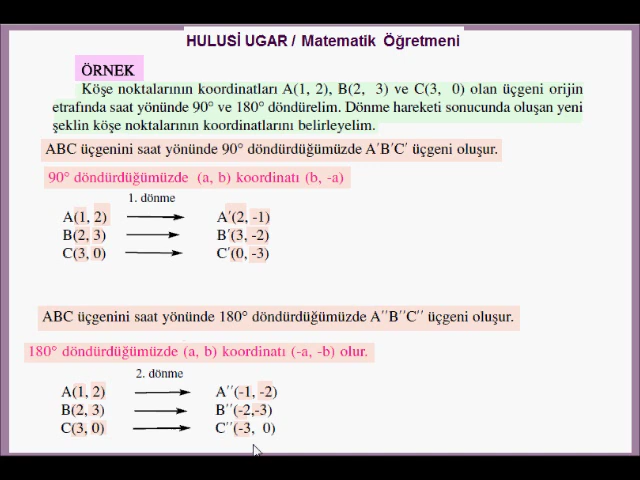 HULUSİ UGAR / Matematik Öğretmeni
ÖRNEK
Köşe noktalarının koordinatları A(1, 2), B(2, 3) ve C(3, 0) olan üçgeni orijin
etrafında saat yönünde 90° ve 180° döndürelim. Dönme hareketi sonucunda oluşan yeni
şeklin köşe noktalarının koordinatlarını belirleyelim.
ABC üçgenini saat yönünde 90° döndürdüğümüzde A′B′C′ üçgeni oluşur.
90° döndürdüğümüzde (a, b) koordinatı (b, -a)
1. dönme
A(1, 2) A′(2, -1)
B(2, 3) B′(3, -2)
C(3, 0) C′(0, -3)
ABC üçgenini saat yönünde 180° döndürdüğümüzde A′′B′′C′′ üçgeni oluşur.
180° döndürdüğümüzde (a, b) koordinatı (-a, -b) olur.
2. dönme
A(1, 2) A′′(-1, -2)
B(2, 3) B′′(-2,-3)
C(3, 0) C′′(-3, 0)